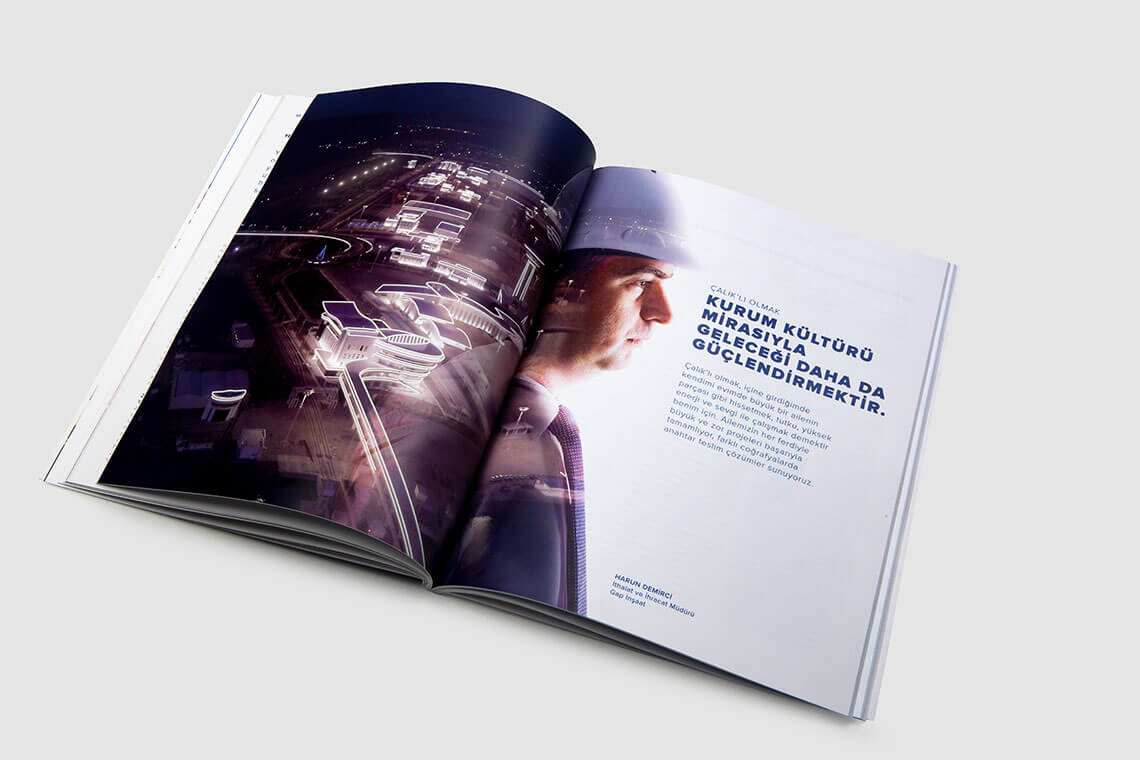 ÇALIK'LI OLMAK
KURUM KÜLTÜRÜ
MİRASIYLA
GELECEĞİ DAHA DA
GÜÇLENDİRMEKTİR.
Çalık'lı olmak, içine girdiğimde
kendimi evimde büyük bir ailenin
parçası gibi hissetmek, tutku, yüksek
enerji ve sevgi ile çalışmak demektir
benim için. Ailemizin her ferdiyle
büyük ve zor projeleri başarıyla
tamamlıyor, farklı coğrafyalarda
anahtar teslim çözümler sunuyoruz.
HARUN DEMİRCİ
İthalat ve İhracat Müdürü
Gap İnşaat